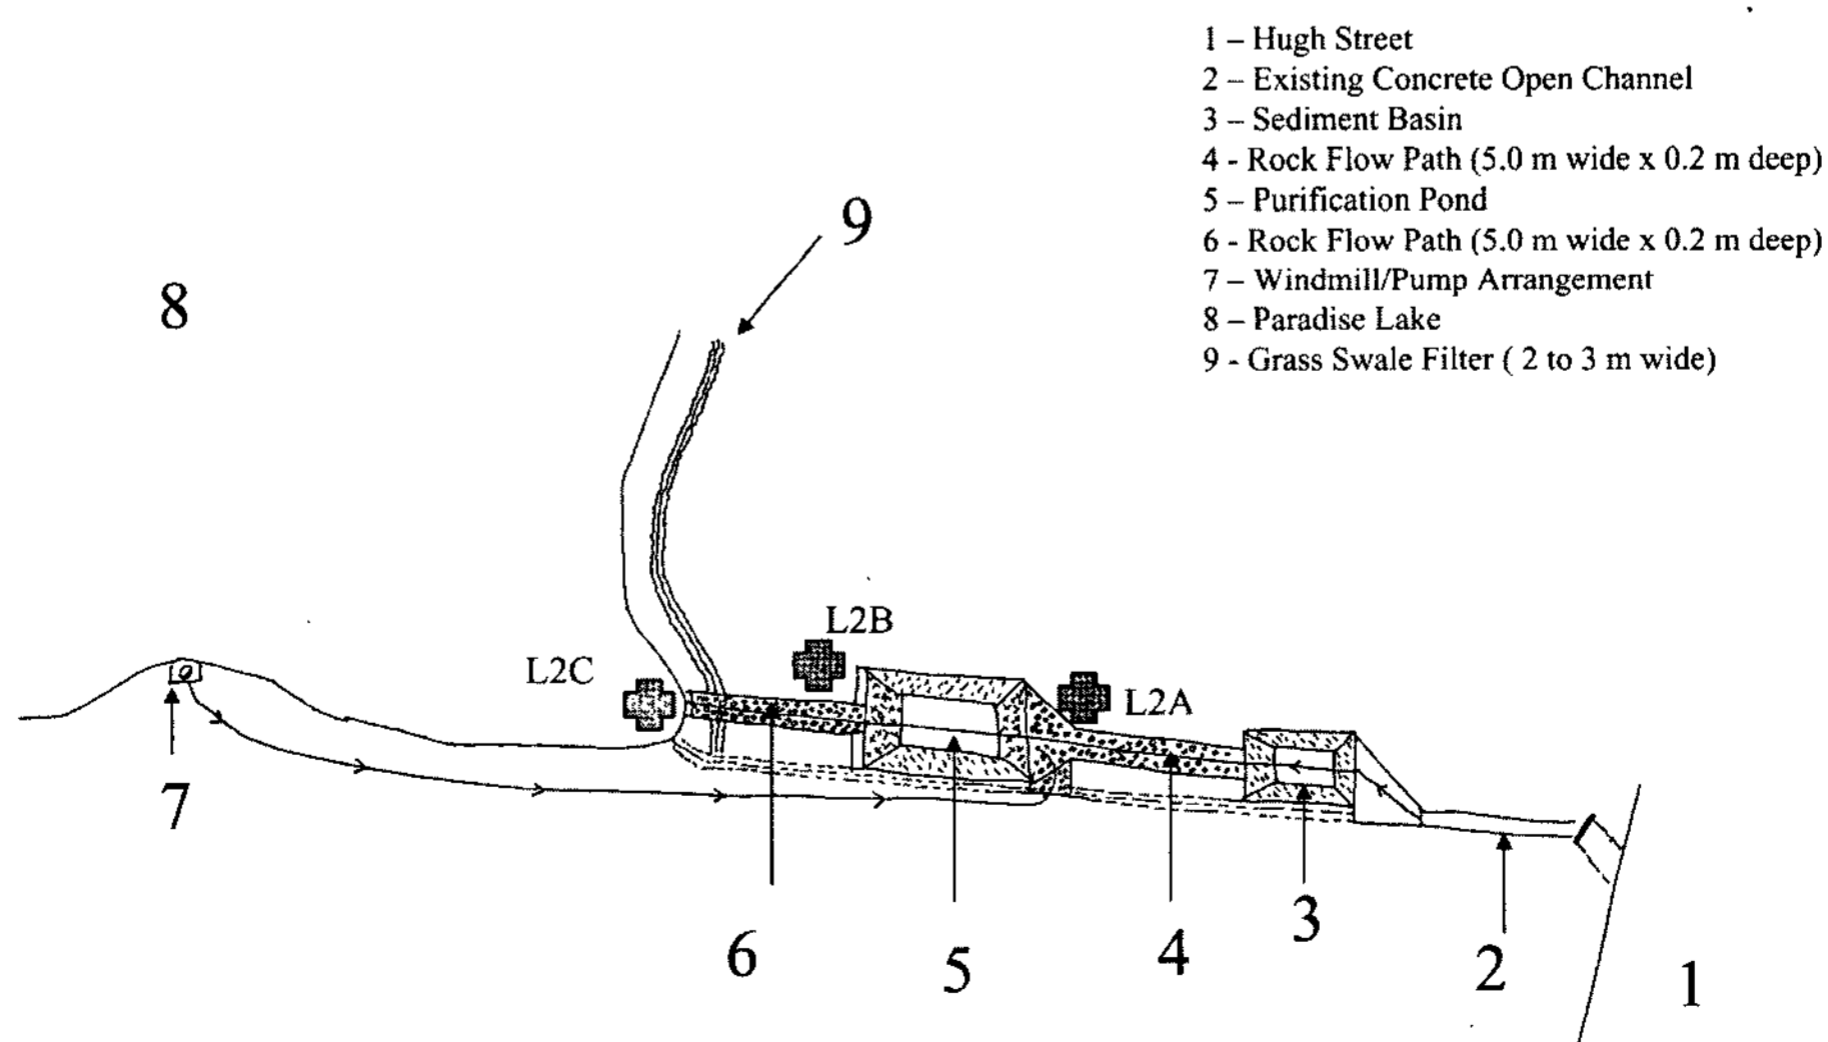 1 – Hugh Street
2 – Existing Concrete Open Channel
3 – Sediment Basin
4 - Rock Flow Path (5.0 m wide x 0.2 m deep)
5 – Purification Pond
6 - Rock Flow Path (5.0 m wide x 0.2 m deep)
7 – Windmill/Pump Arrangement
8 – Paradise Lake
9 - Grass Swale Filter ( 2 to 3 m wide)
9
8
L2B
L2C
L2A
7
6
5
4
3
2
1